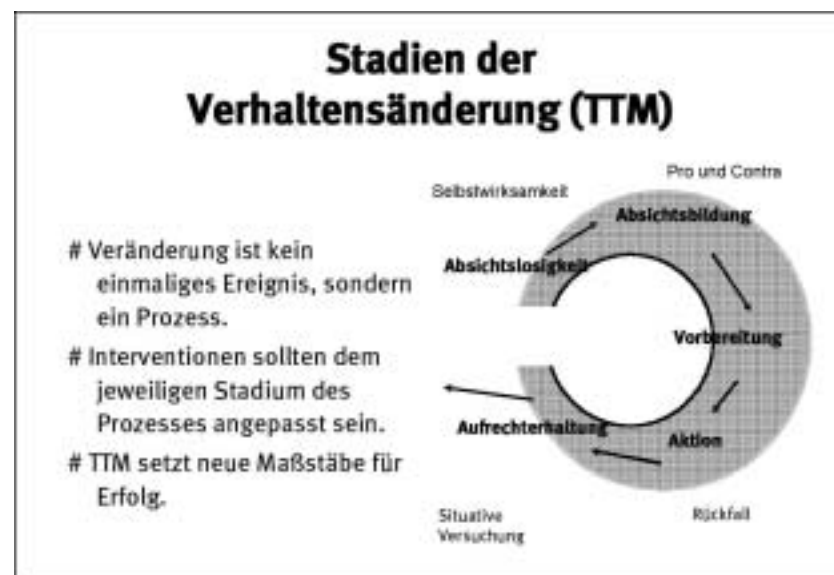 Stadien der
Verhaltensänderung (TTM)
# Veränderung ist kein
einmaliges Ereignis, sondern
ein Prozess.
# Interventionen sollten dem
jeweiligen Stadium des
Prozesses angepasst sein.
# TTM setzt neue Maßstäbe für
Erfolg.
Pro und Contra
Selbstwirksamkeit
Absichtsbildung
Absichtslosigkeit
Vorbereitung
Aufrechterhaltung
Aktion
Situative
Versuchung
Rückfall